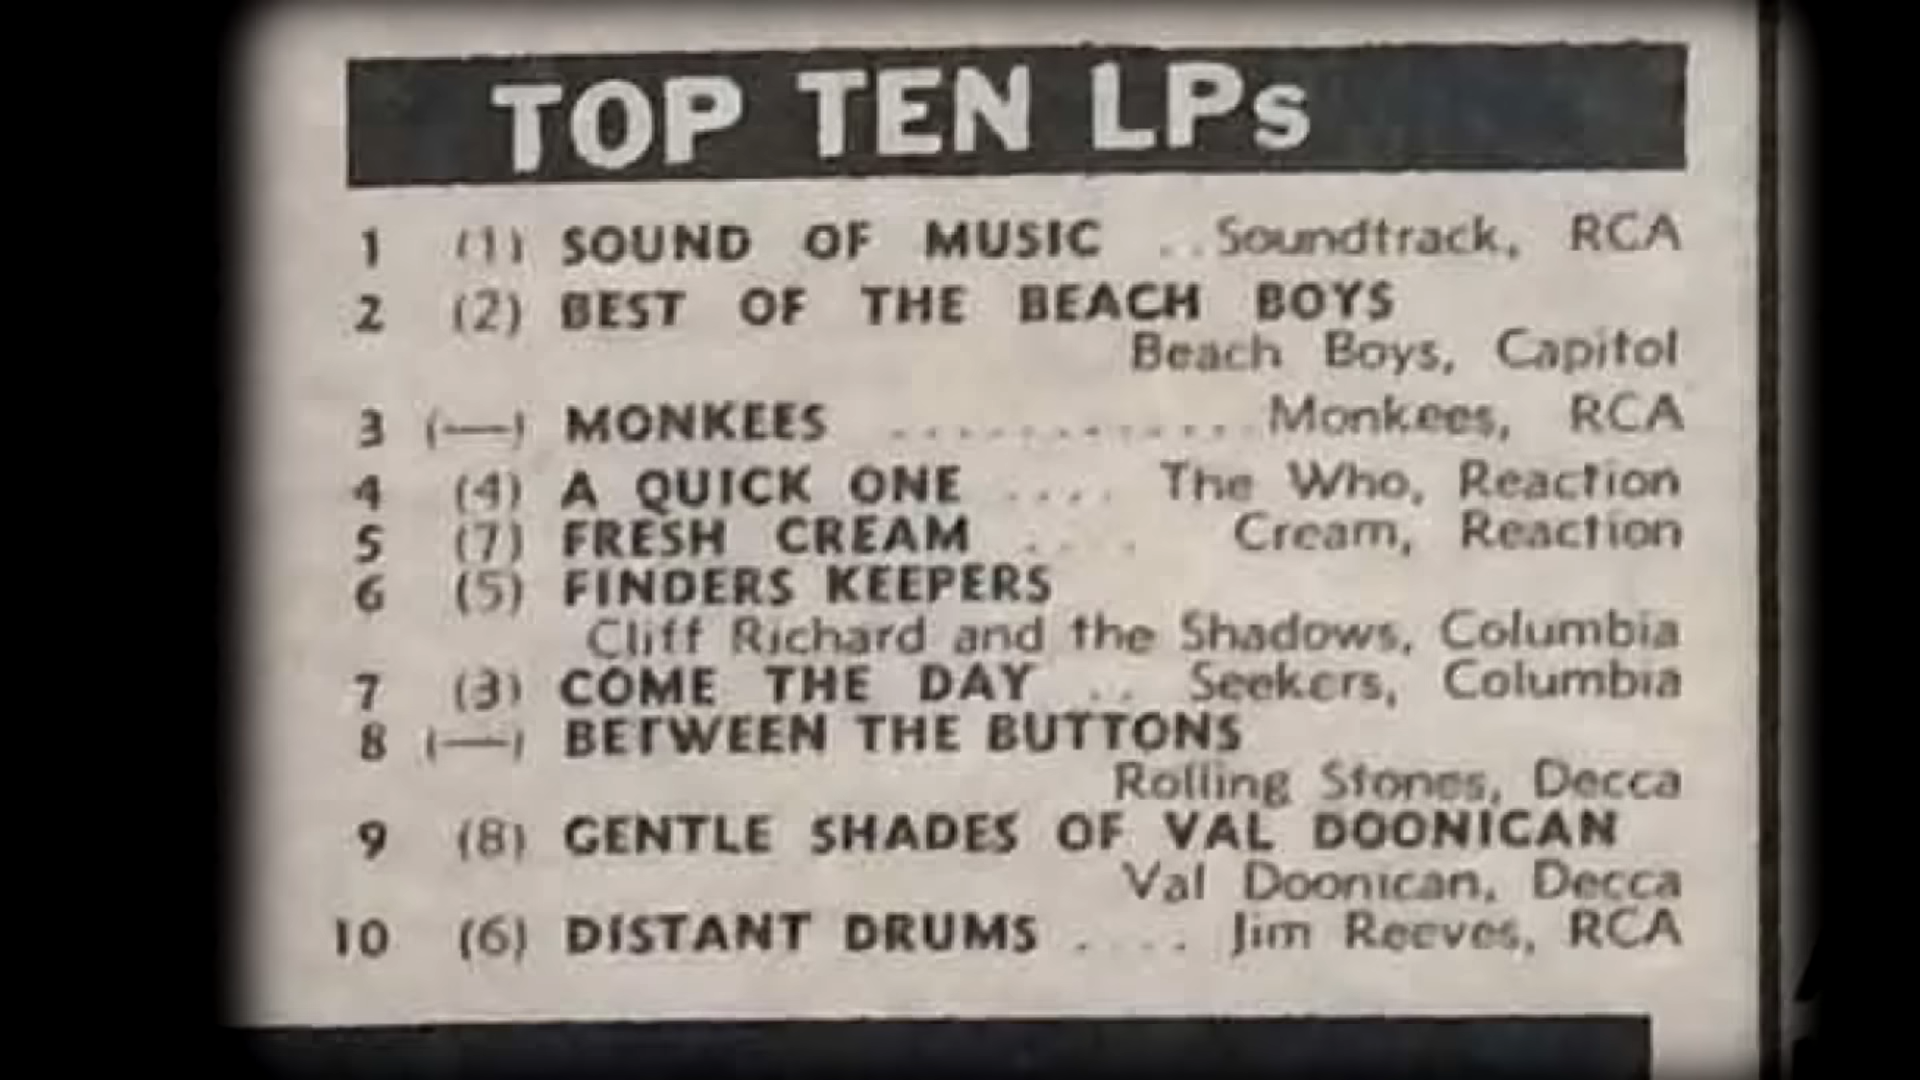 TOP TEN LPs
1 (1) SOUND OF MUSIC .. Soundtrack, RCA
2 (2) BEST OF THE BEACH BOYS
Beach Boys, Capitol
3 (—) MONKEES ............. Monkees, RCA
4 (4) A QUICK ONE .... The Who, Reaction
5 (7) FRESH CREAM .... Cream, Reaction
6 (5) FINDERS KEEPERS
Cliff Richard and the Shadows, Columbia
7 (3) COME THE DAY .. Seekers, Columbia
8 (—) BETWEEN THE BUTTONS
Rolling Stones, Decca
9 (8) GENTLE SHADES OF VAL DOONICAN
Val Doonican, Decca
10 (6) DISTANT DRUMS .... Jim Reeves, RCA